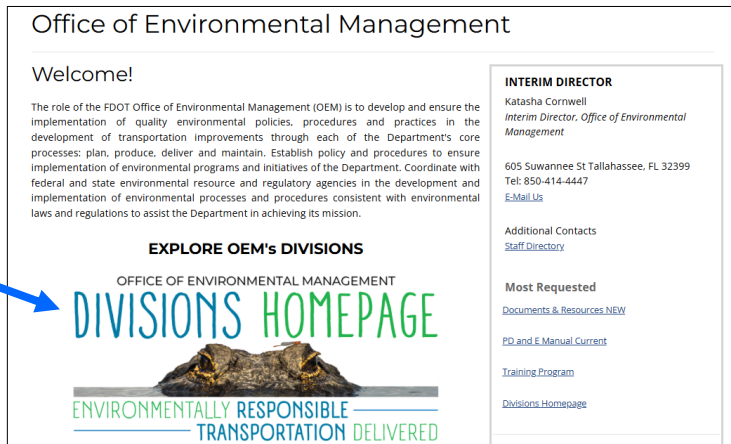 Office of Environmental Management
Welcome!
The role of the FDOT Office of Environmental Management (OEM) is to develop and ensure the
implementation of quality environmental policies, procedures and practices in the
development of transportation improvements through each of the Department's core
processes: plan, produce, deliver and maintain. Establish policy and procedures to ensure
implementation of environmental programs and initiatives of the Department. Coordinate with
federal and state environmental resource and regulatory agencies in the development and
implementation of environmental processes and procedures consistent with environmental
laws and regulations to assist the Department in achieving its mission.
EXPLORE OEM's DIVISIONS
OFFICE OF ENVIRONMENTAL MANAGEMENT
DIVISIONS HOMEPAGE
ENVIRONMENTALLY RESPONSIBLE
TRANSPORTATION DELIVERED
INTERIM DIRECTOR
Katasha Cornwell
Interim Director, Office of Environmental
Management
605 Suwannee St Tallahassee, FL 32399
Tel: 850-414-4447
E-Mail Us
Additional Contacts
Staff Directory
Most Requested
Documents & Resources NEW
PD and E Manual Current
Training Program
Divisions Homepage